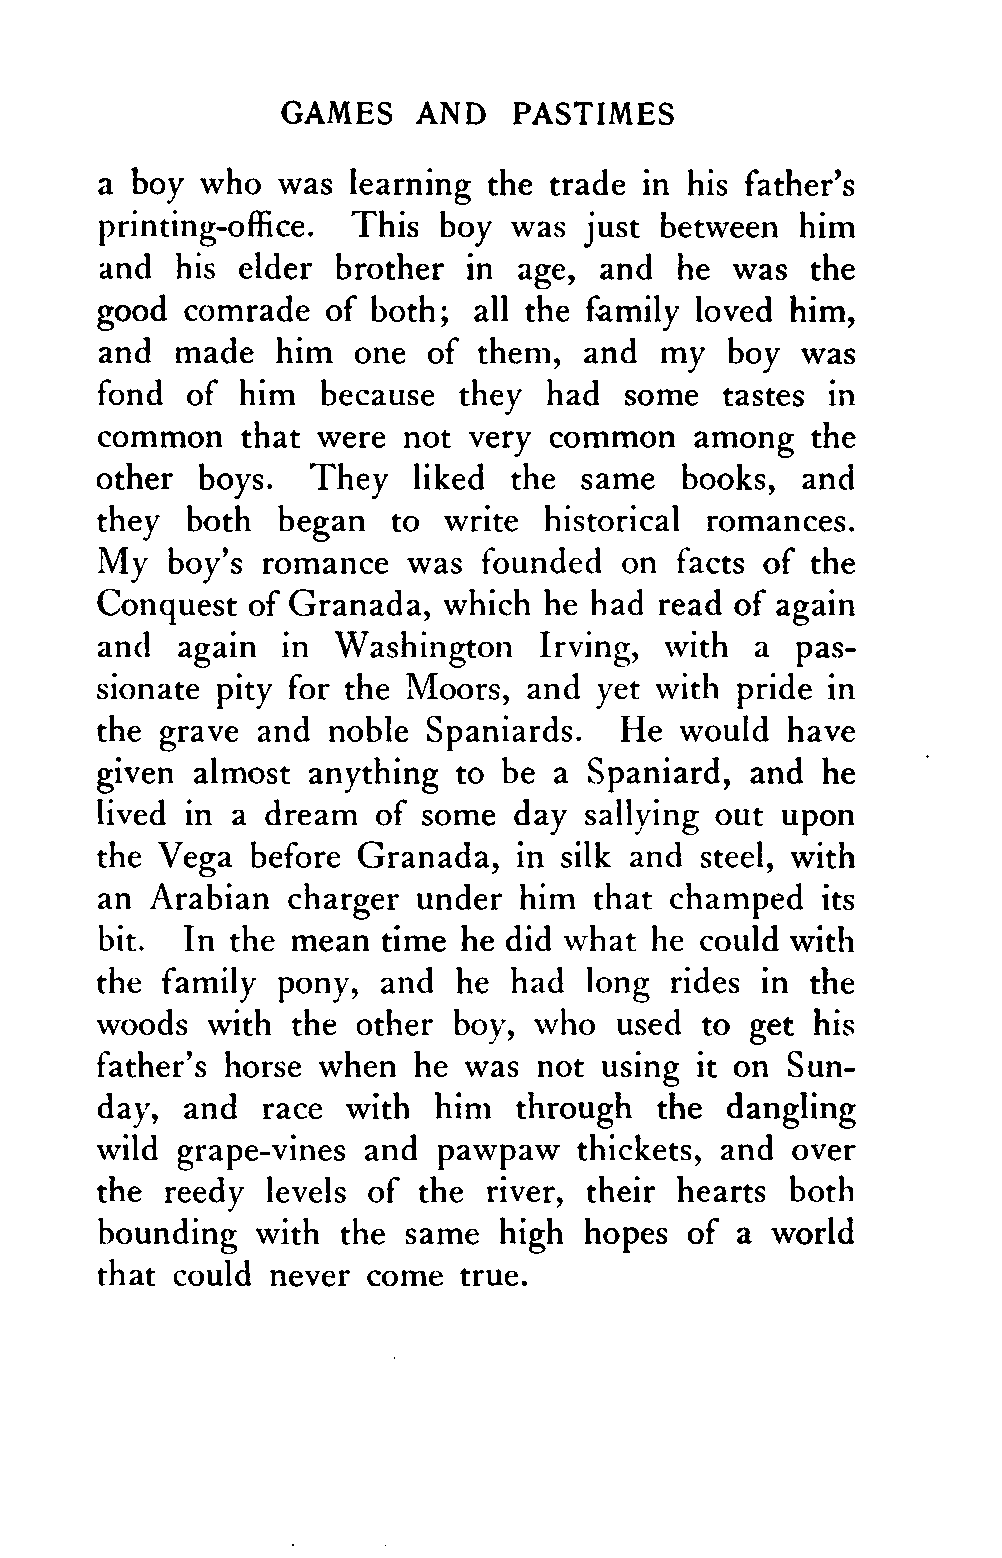 GAMES AND PASTIMES
a boy who was learning the trade in his father's
printing-office. This boy was just between him
and his elder brother in age, and he was the
good comrade of both; all the family loved him,
and made him one of them, and my boy was
fond of him because they had some tastes in
common that were not very common among the
other boys. They liked the same books, and
they both began to write historical romances.
My boy's romance was founded on facts of the
Conquest of Granada, which he had read of again
and again in Washington Irving, with a pas-
sionate pity for the Moors, and yet with pride in
the grave and noble Spaniards. He would have
given almost anything to be a Spaniard, and he
lived in a dream of some day sallying out upon
the Vega before Granada, in silk and steel, with
an Arabian charger under him that champed its
bit. In the mean time he did what he could with
the family pony, and he had long rides in the
woods with the other boy, who used to get his
father's horse when he was not using it on Sun-
day, and race with him through the dangling
wild grape-vines and pawpaw thickets, and over
the reedy levels of the river, their hearts both
bounding with the same high hopes of a world
that could never come true.